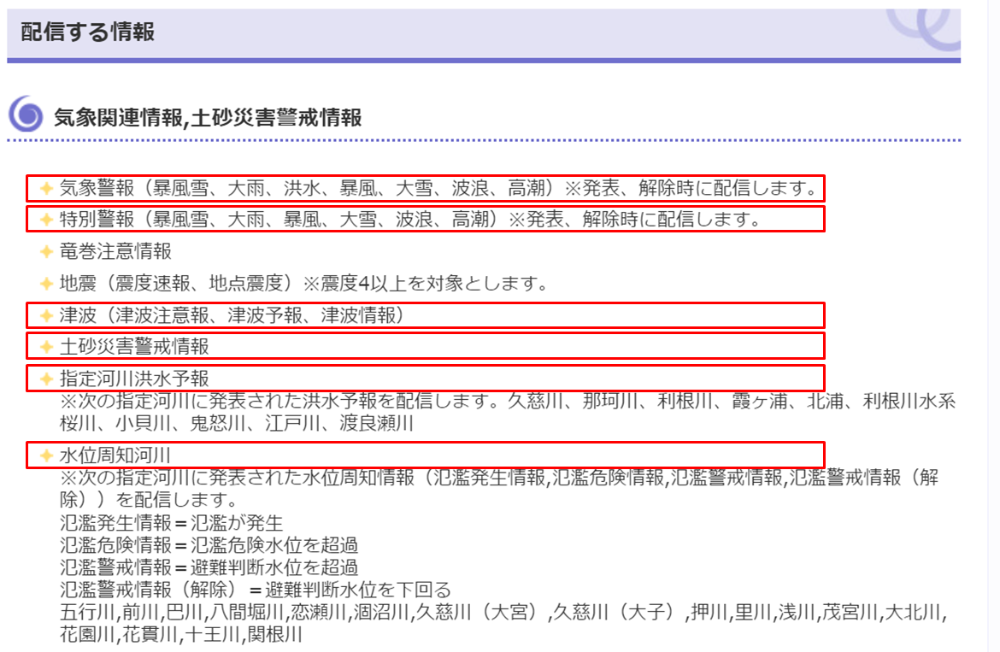 配信する情報
気象関連情報,土砂災害警戒情報
気象警報（暴風雪、大雨、洪水、暴風、大雪、波浪、高潮）※発表、解除時に配信します。
特別警報（暴風雪、大雨、暴風、大雪、波浪、高潮）※発表、解除時に配信します。
竜巻注意情報
地震（震度速報、地点震度）※震度4以上を対象とします。
津波（津波注意報、津波予報、津波情報）
土砂災害警戒情報
指定河川洪水予報
※次の指定河川に発表された洪水予報を配信します。久慈川、那珂川、利根川、霞ヶ浦、北浦、利根川水系
桜川、小貝川、鬼怒川、江戸川、渡良瀬川
水位周知河川
※次の指定河川に発表された水位周知情報（氾濫発生情報,氾濫危険情報,氾濫警戒情報,氾濫警戒情報（解
除））を配信します。
氾濫発生情報＝氾濫が発生
氾濫危険情報＝氾濫危険水位を超過
氾濫警戒情報＝避難判断水位を超過
氾濫警戒情報（解除）＝避難判断水位を下回る
五行川,前川,巴川,八間堀川,恋瀬川,涸沼川,久慈川（大宮）,久慈川（大子）,押川,里川,浅川,茂宮川,大北川,
花園川,花貫川,十王川,関根川